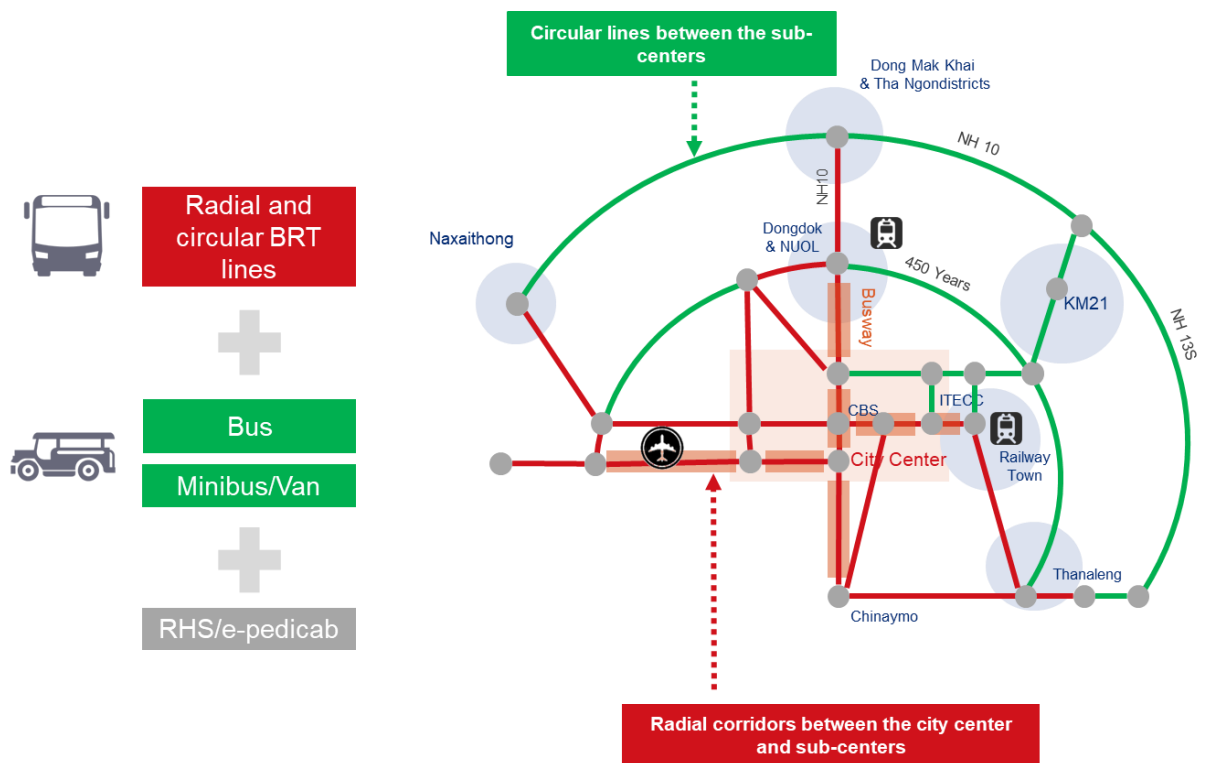 Circular lines between the sub-
centers
Dong Mak Khai
& Tha Ngondistricts
NH 10
NH10
Radial and
circular BRT
lines
Naxaithong
Dongdok
& NUOL
450 Years
Busway
KM21
NH 13S
Bus
CBS
ITECC
City Center
Railway
Town
Minibus/Van
Thanaleng
Chinaymo
RHS/e-pedicab
Radial corridors between the city center
and sub-centers